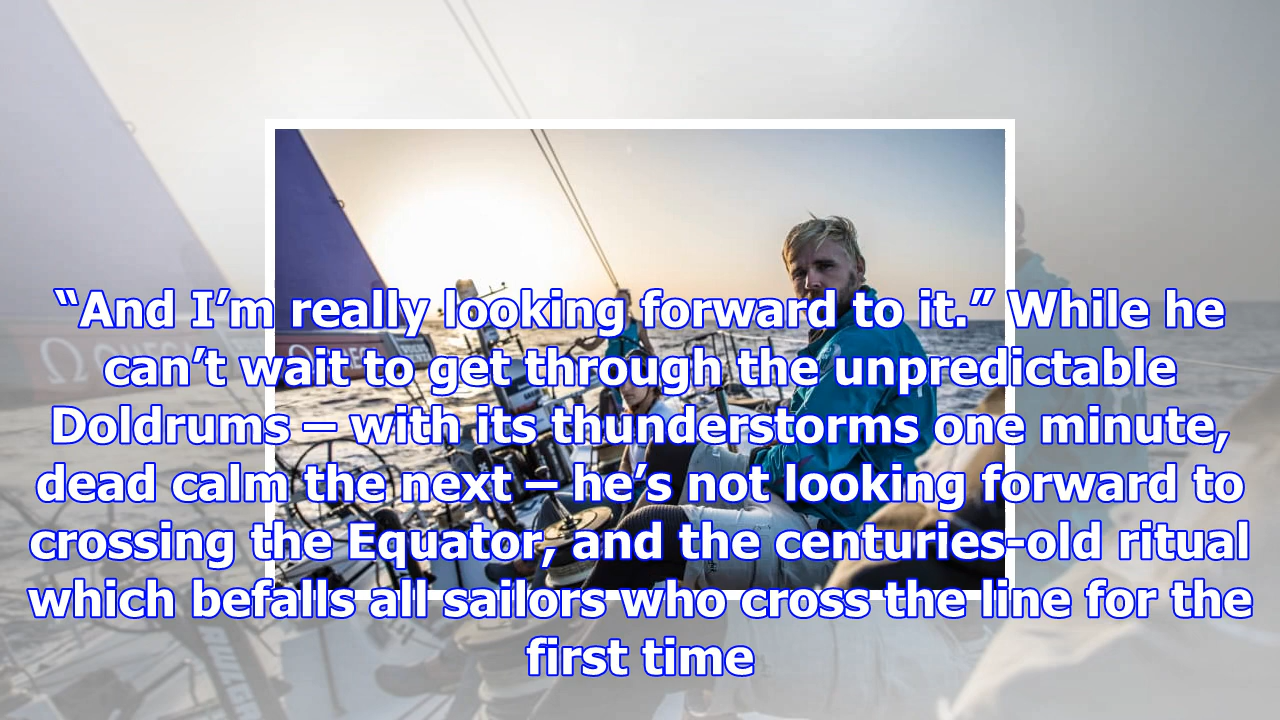 “And I’m really looking forward to it.” While he
can’t wait to get through the unpredictable
Doldrums – with its thunderstorms one minute,
dead calm the next – he’s not looking forward to
crossing the Equator, and the centuries-old ritual
which befalls all sailors who cross the line for the
first time